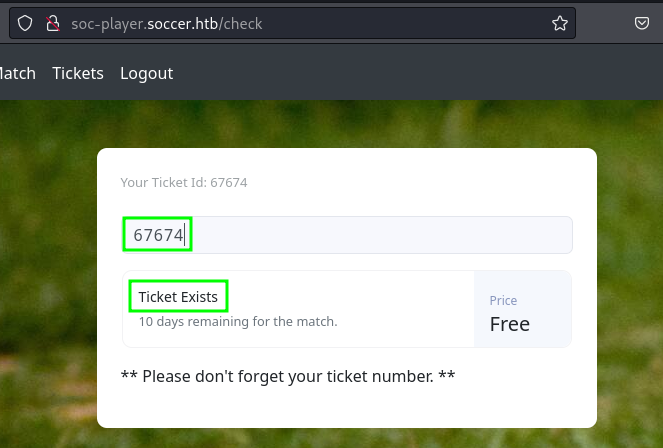 soc-player.soccer.htb/check
Match Tickets Logout
Your Ticket Id: 67674
67674
Ticket Exists
10 days remaining for the match.
Price
Free
** Please don't forget your ticket number. **